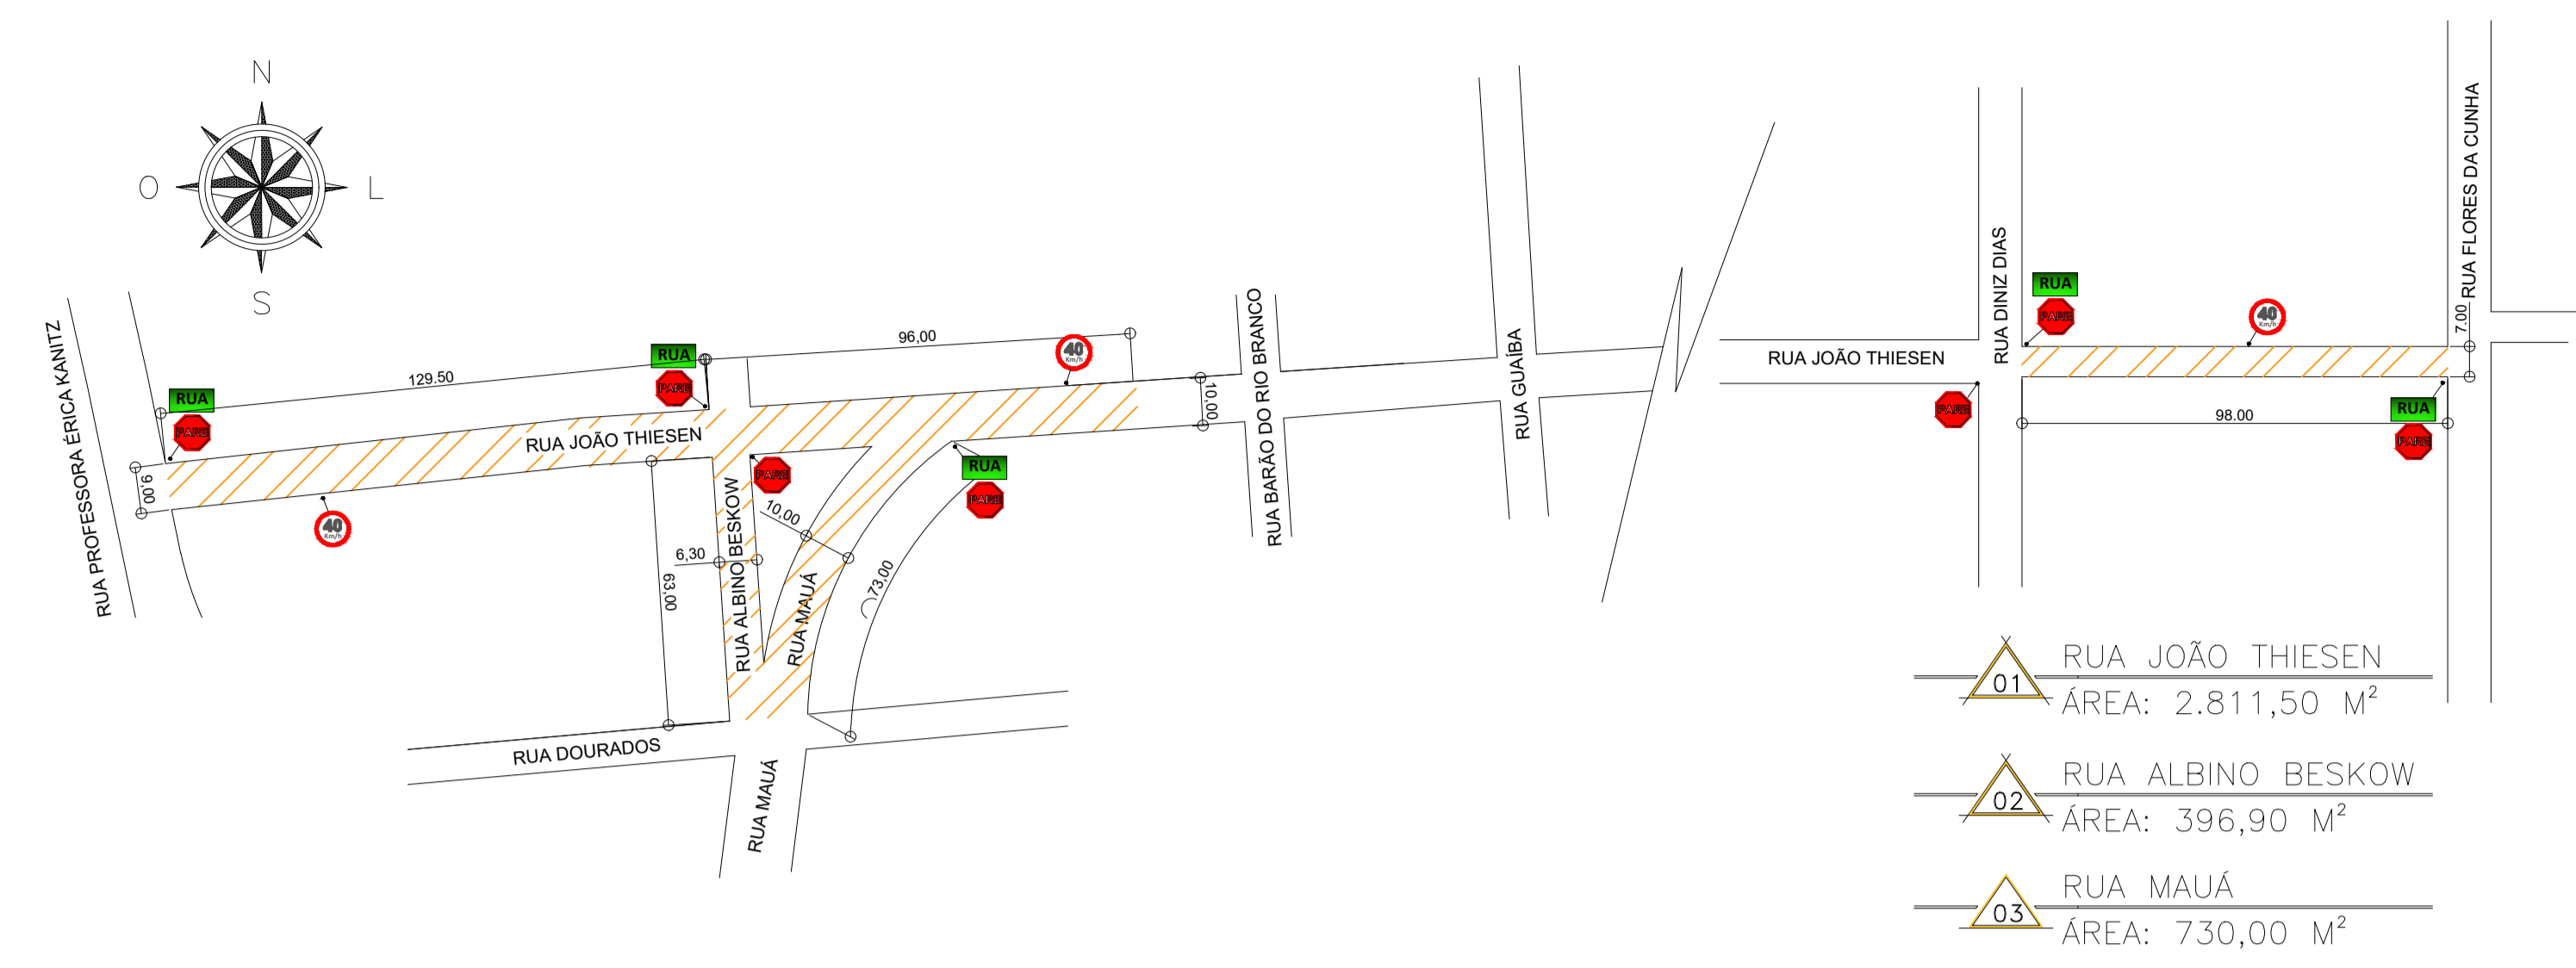 N
O
L
S
RUA PROFESSORA ÉRICA KANITZ
RUA
PARE
9,00
129.50
40
Km/h
RUA JOÃO THIESEN
RUA
PARE
96,00
40
Km/h
10,00
RUA BARÃO DO RIO BRANCO
RUA GUAÍBA
PARE
RUA
PARE
RUA ALBINO BESKOW
6,30
63,00
10,00
RUA MAUÁ
73,00
RUA DOURADOS
RUA MAUÁ
RUA JOÃO THIESEN
PARE
RUA DINIZ DIAS
RUA
PARE
40
Km/h
98.00
RUA
PARE
7.00
RUA FLORES DA CUNHA
01
RUA JOÃO THIESEN
ÁREA: 2.811,50 M²
02
RUA ALBINO BESKOW
ÁREA: 396,90 M²
03
RUA MAUÁ
ÁREA: 730,00 M²